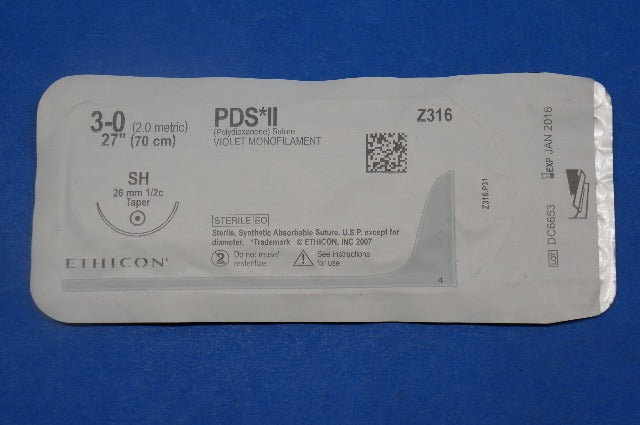 3-0 (2.0 metric)
27" (70 cm)
SH
26 mm 1/2c
Taper
ETHICON*
PDS*II
(Polydioxanone) Suture
VIOLET MONOFILAMENT
Z316
STERILE EO
Sterile, Synthetic Absorbable Suture. U.S.P. except for
diameter. *Trademark © ETHICON, INC 2007
2 Do not reuse/
resterilize
See instructions
for use
4
Z316.P31
EXP JAN 2016
DC6653